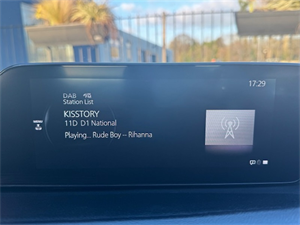 DAB
17:29
Station List
KISSTORY
11D D1 National
Playing... Rude Boy -- Rihanna